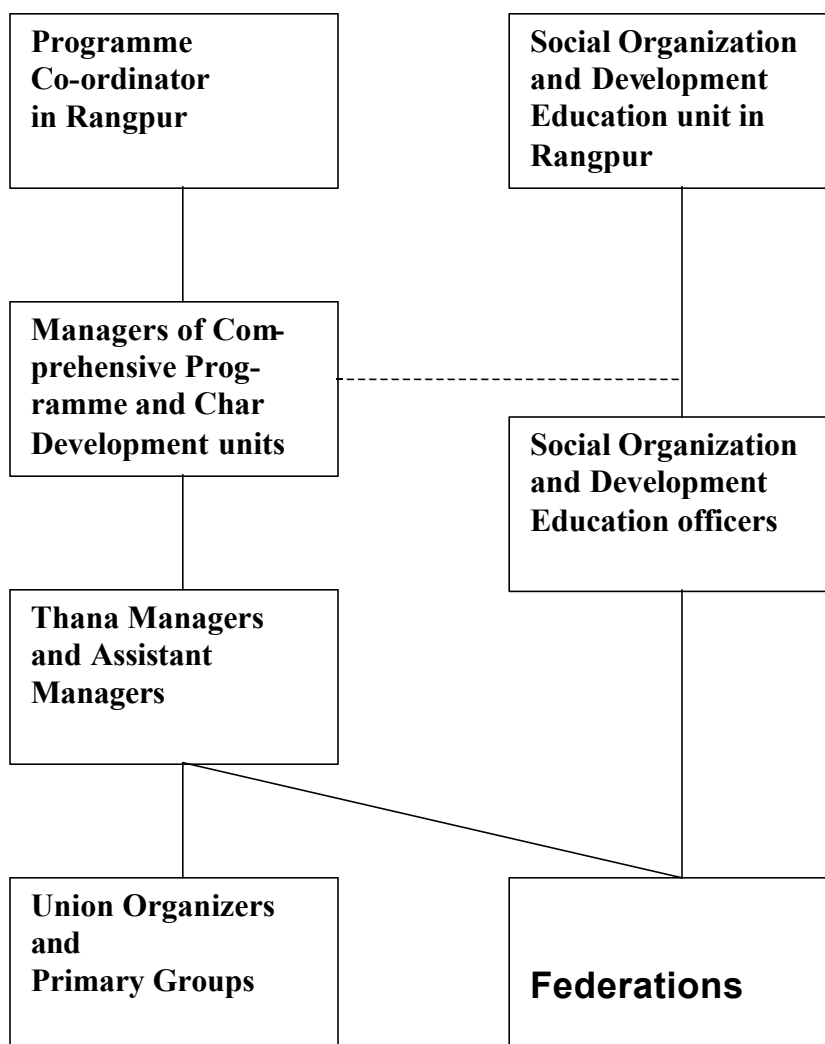 Programme
Co-ordinator
in Rangpur
Social Organization
and Development
Education unit in
Rangpur
Managers of Com-
prehensive Prog-
ramme and Char
Development units
Social Organization
and Development
Education officers
Thana Managers
and Assistant
Managers
Union Organizers
and
Primary Groups
Federations